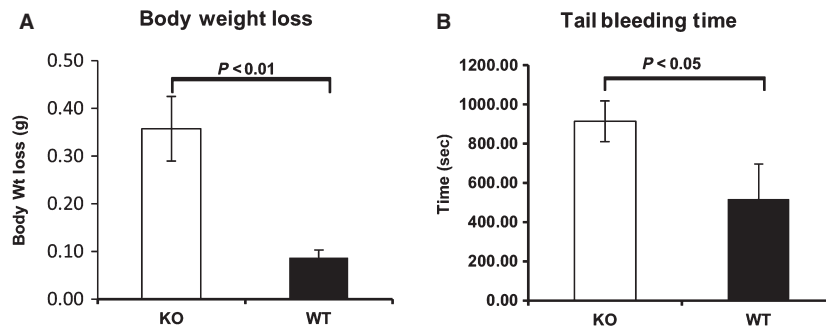 A
Body weight loss
P < 0.01
Body Wt loss (g)
0.50
0.40
0.30
0.20
0.10
0.00
KO WT
B
Tail bleeding time
P < 0.05
Time (sec)
1200.00
1000.00
800.00
600.00
400.00
200.00
0.00
KO WT